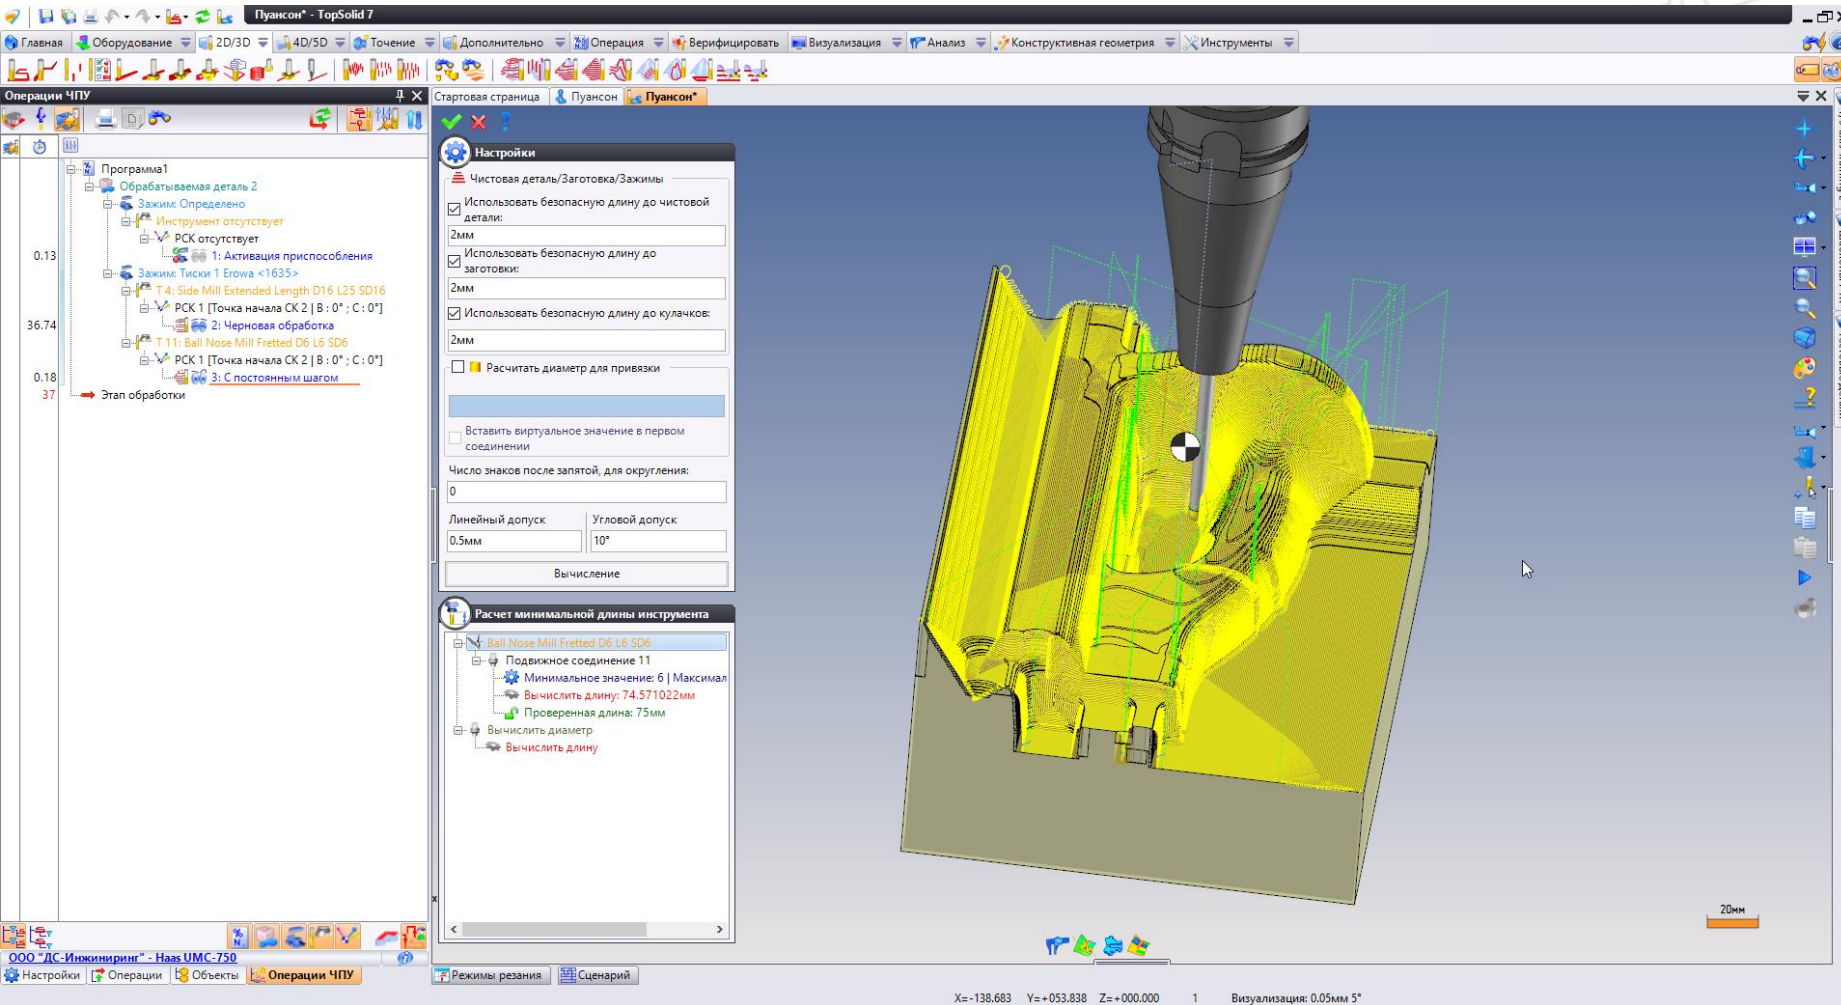 Пуансон* - TopSolid 7
Главная Оборудование 2D/3D 4D/5D Точение Дополнительно Операция Верифицировать Визуализация Анализ Конструктивная геометрия Инструменты
Операции ЧПУ
Стартовая страница Пуансон Пуансон*
Программа1
Обрабатываемая деталь 2
Зажим: Определено
Инструмент отсутствует
РСК отсутствует
0.13 1: Активация приспособления
Зажим: Тиски 1 Erowa <1635>
T 4: Side Mill Extended Length D16 L25 SD16
РСК 1 [Точка начала СК 2 | B : 0° ; C : 0°]
36.74 2: Черновая обработка
T 11: Ball Nose Mill Fretted D6 L6 SD6
РСК 1 [Точка начала СК 2 | B : 0° ; C : 0°]
0.18 3: С постоянным шагом
37 Этап обработки
Настройки
Чистовая деталь/Заготовка/Зажимы
Использовать безопасную длину до чистовой
детали:
2мм
Использовать безопасную длину до
заготовки:
2мм
Использовать безопасную длину до кулачков:
2мм
Расчитать диаметр для привязки
Вставить виртуальное значение в первом
соединении
Число знаков после запятой, для округления:
0
Линейный допуск Угловой допуск
0.5мм 10°
Вычисление
Расчет минимальной длины инструмента
Ball Nose Mill Fretted D6 L6 SD6
Подвижное соединение 11
Минимальное значение: 6 | Максимал
Вычислить длину: 74.571022мм
Проверенная длина: 75мм
Вычислить диаметр
Вычислить длину
20мм
ООО "ДС-Инжиниринг" - Haas UMC-750
Настройки Операции Объекты Операции ЧПУ Режимы резания Сценарий
X=-138.683 Y=+053.838 Z=+000.000 1 Визуализация: 0.05мм 5°